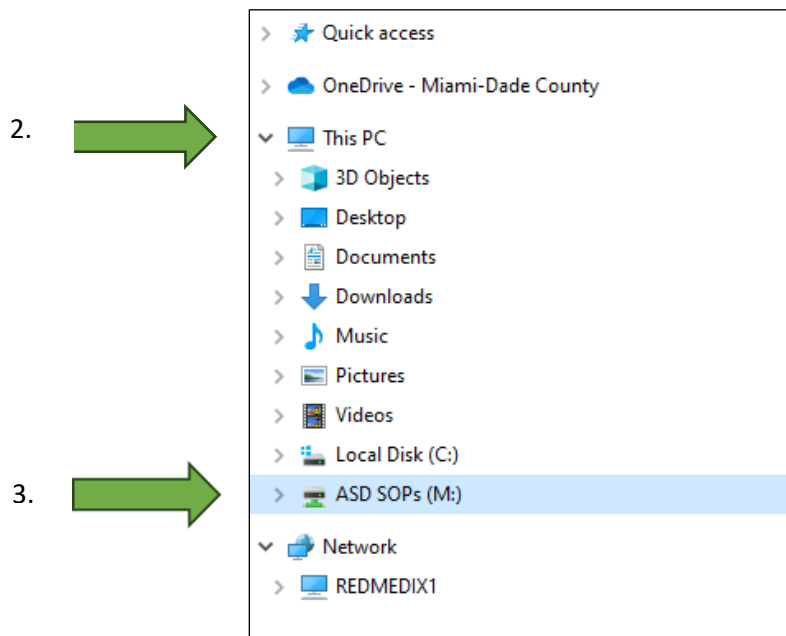 Quick access
OneDrive - Miami-Dade County
2.
This PC
3D Objects
Desktop
Documents
Downloads
Music
Pictures
Videos
Local Disk (C:)
3.
ASD SOPs (M:)
Network
REDMEDIX1